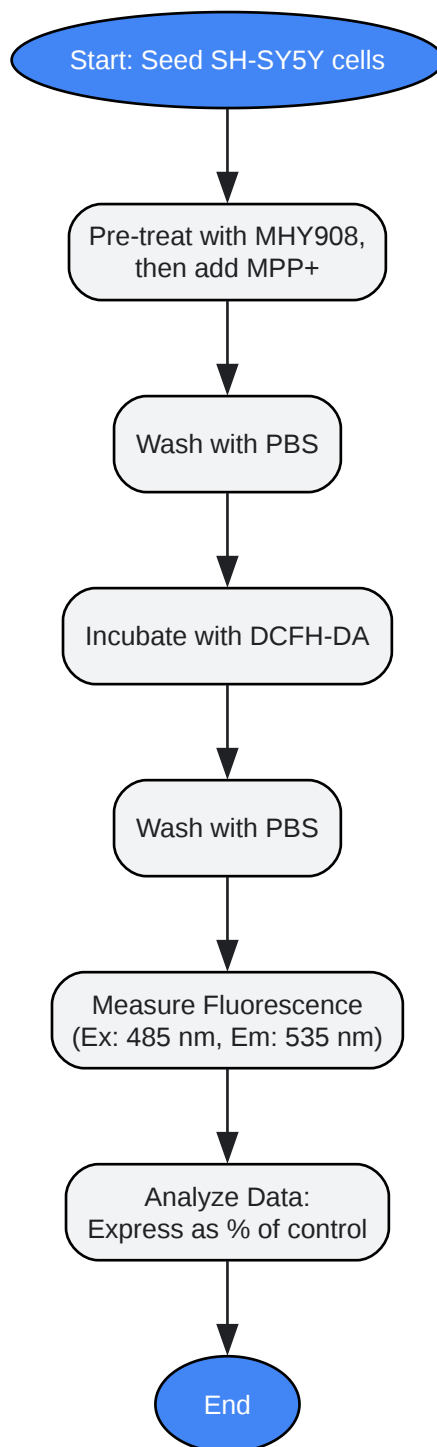 Start: Seed SH-SY5Y cells
Pre-treat with MHY908,
then add MPP+
Wash with PBS
Incubate with DCFH-DA
Wash with PBS
Measure Fluorescence
(Ex: 485 nm, Em: 535 nm)
Analyze Data:
Express as % of control
End